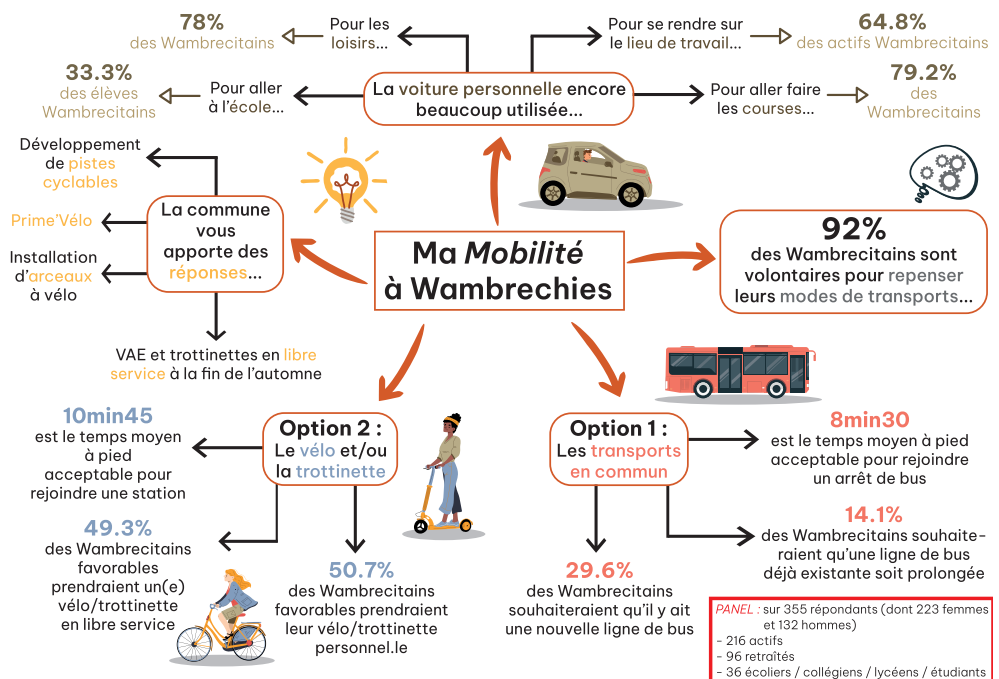 78%
des Wambrecitains
Pour les
loisirs...
Pour se rendre sur
le lieu de travail...
64.8%
des actifs Wambrecitains
33.3%
des élèves
Wambrecitains
Pour aller
à l'école...
La voiture personnelle encore
beaucoup utilisée...
Pour aller faire
les courses...
79.2%
des
Wambrecitains
Développement
de pistes
cyclables
Prime'Vélo
Installation
d'arceaux
à vélo
La commune
vous
apporte des
réponses...
VAE et trottinettes en libre
service à la fin de l'automne
Ma Mobilité
à Wambrechies
92%
des Wambrecitains sont
volontaires pour repenser
leurs modes de transports...
10min45
est le temps moyen
à pied
acceptable pour
rejoindre une station
Option 2 :
Le vélo et/ou
la trottinette
49.3%
des Wambrecitains
favorables
prendraient un(e)
vélo/trottinette
en libre service
50.7%
des Wambrecitains
favorables prendraient
leur vélo/trottinette
personnel.le
Option 1 :
Les transports
en commun
8min30
est le temps moyen à pied
acceptable pour rejoindre
un arrêt de bus
14.1%
des Wambrecitains souhaite-
raient qu'une ligne de bus
déjà existante soit prolongée
29.6%
des Wambrecitains
souhaiteraient qu'il y ait
une nouvelle ligne de bus
PANEL : sur 355 répondants (dont 223 femmes
et 132 hommes)
- 216 actifs
- 96 retraîtés
- 36 écoliers / collégiens / lycéens / étudiants